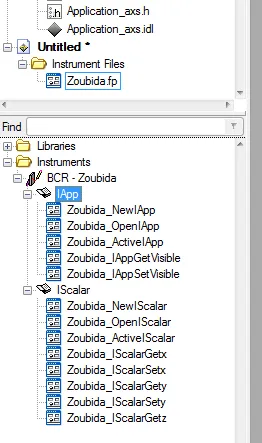 Application_axs.h
Application_axs.idl
Untitled *
Instrument Files
Zoubida.fp
Find
Libraries
Instruments
BCR - Zoubida
IApp
Zoubida_NewIApp
Zoubida_OpenIApp
Zoubida_ActiveIApp
Zoubida_IAppGetVisible
Zoubida_IAppSetVisible
IScalar
Zoubida_NewIScalar
Zoubida_OpenIScalar
Zoubida_ActiveIScalar
Zoubida_IScalarGetx
Zoubida_IScalarSetx
Zoubida_IScalarGety
Zoubida_IScalarSety
Zoubida_IScalarGetz